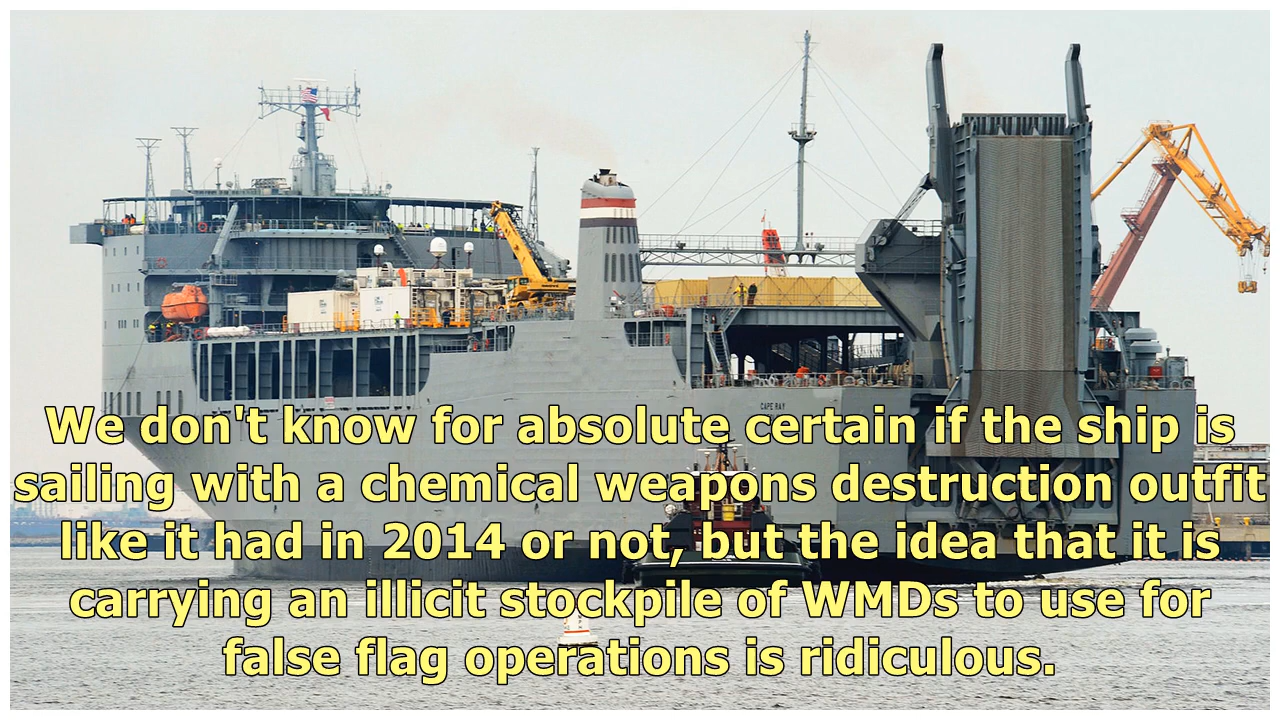 CAPE RAY
We don't know for absolute certain if the ship is
sailing with a chemical weapons destruction outfit
like it had in 2014 or not, but the idea that it is
carrying an illicit stockpile of WMDs to use for
false flag operations is ridiculous.